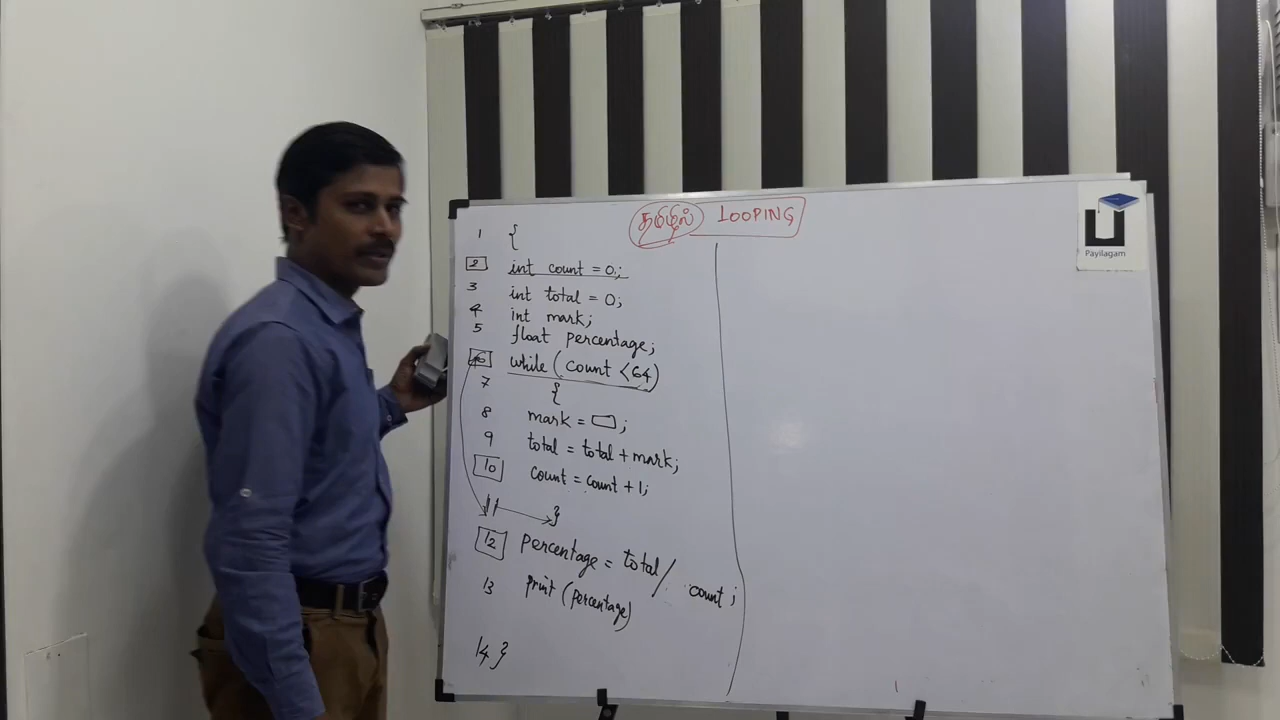 தமிழ் LOOPING
Payilagam
1 {
2 int count = 0;
3 int total = 0;
4 int mark;
5 float percentage;
6 while ( count < 64)
7 {
8 mark = ▭ ;
9 total = total + mark;
10 count = count + 1;
11 }
12 Percentage = total / count ;
13 print (percentage)
14 }